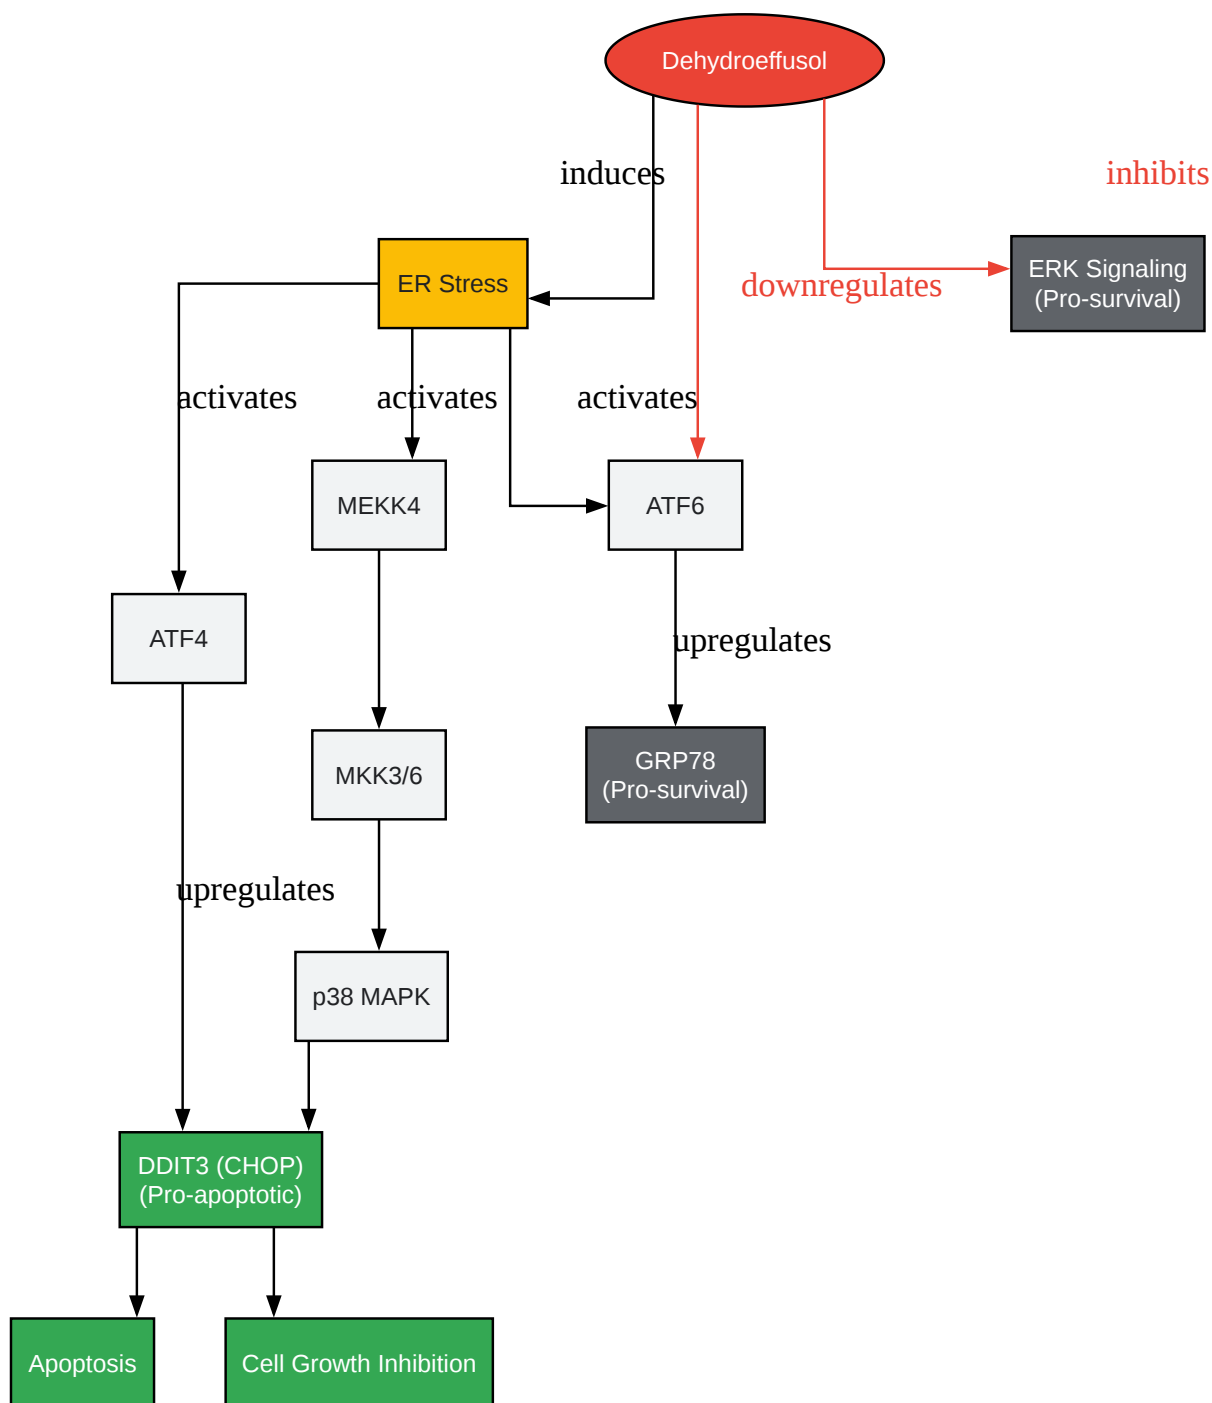 Dehydroeffusol
induces
inhibits
ER Stress
downregulates
ERK Signaling
(Pro-survival)
activates
activates
activates
MEKK4
ATF6
ATF4
upregulates
MKK3/6
GRP78
(Pro-survival)
upregulates
p38 MAPK
DDIT3 (CHOP)
(Pro-apoptotic)
Apoptosis
Cell Growth Inhibition